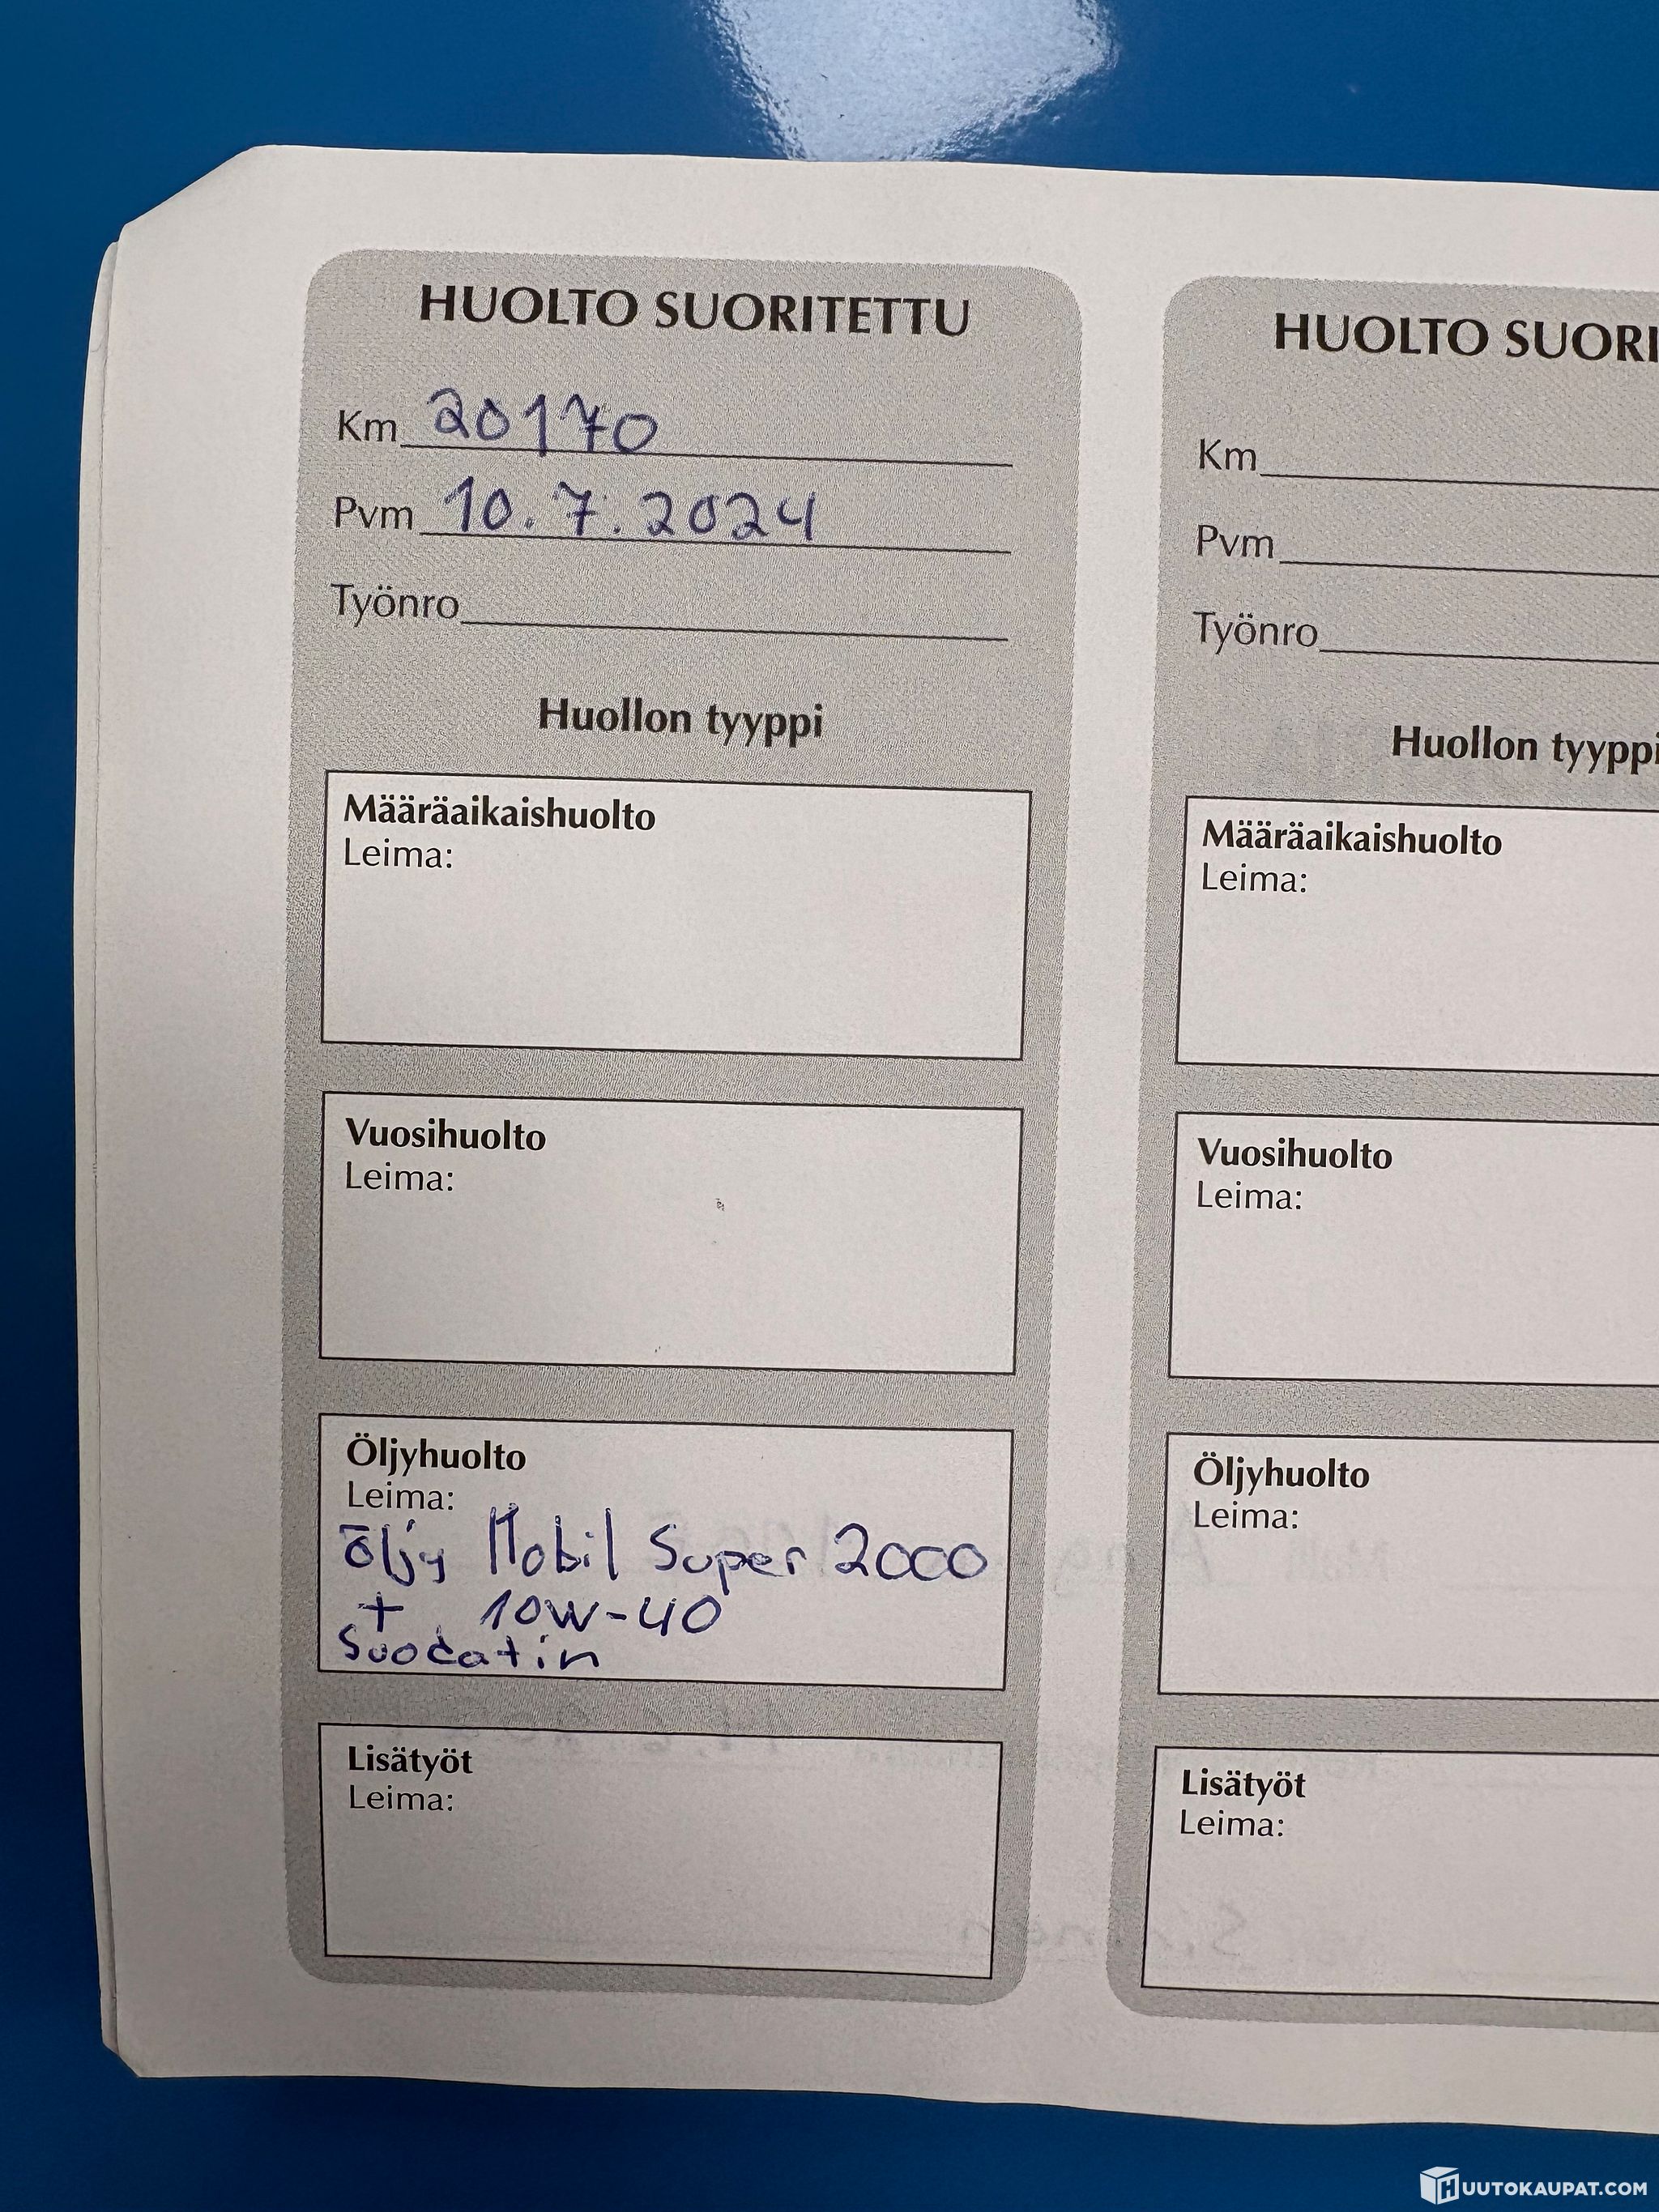 HUOLTO SUORITETTU
Km 20170
Pvm 10.7.2024
Työnro
Huollon tyyppi
Määräaikaishuolto
Leima:
Vuosihuolto
Leima:
Öljyhuolto
Leima:
öljy Mobil Super 2000
+ 10W-40
Suodatin
Lisätyöt
Leima:
HUOLTO SUORI
Km
Pvm
Työnro
Huollon tyyppi
Määräaikaishuolto
Leima:
Vuosihuolto
Leima:
Öljyhuolto
Leima:
Lisätyöt
Leima:
HUUTOKAUPAT.COM